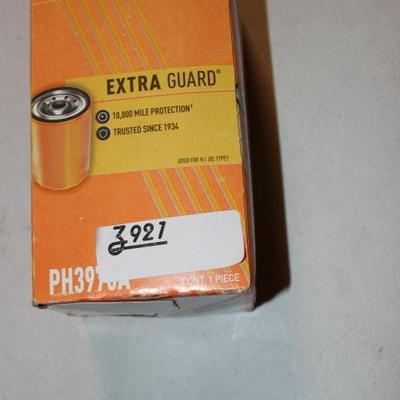 EXTRA GUARD®
10,000 MILE PROTECTION†
TRUSTED SINCE 1934
GOOD FOR ALL OIL TYPES
3921
CONT. 1 PIECE